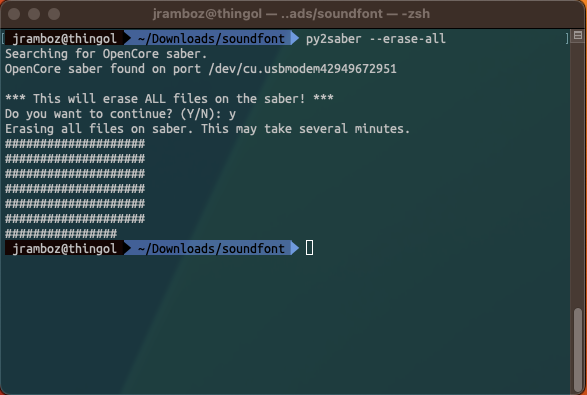 jramboz@thingol — ..ads/soundfont — -zsh
jramboz@thingol ~/Downloads/soundfont py2saber --erase-all
Searching for OpenCore saber.
OpenCore saber found on port /dev/cu.usbmodem42949672951
*** This will erase ALL files on the saber! ***
Do you want to continue? (Y/N): y
Erasing all files on saber. This may take several minutes.
####################
####################
####################
####################
####################
####################
################
jramboz@thingol ~/Downloads/soundfont